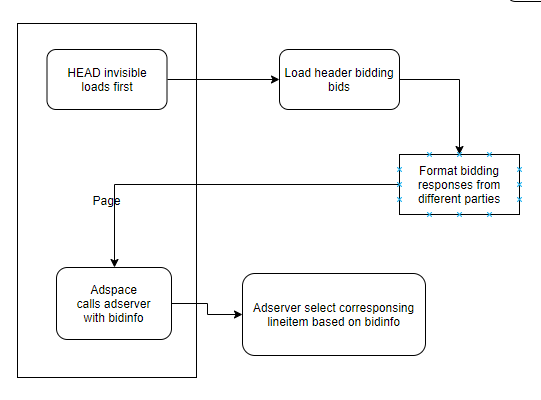 HEAD invisible
loads first
Load header bidding
bids
Format bidding
responses from
different parties
Page
Adspace
calls adserver
with bidinfo
Adserver select corresponsing
lineitem based on bidinfo